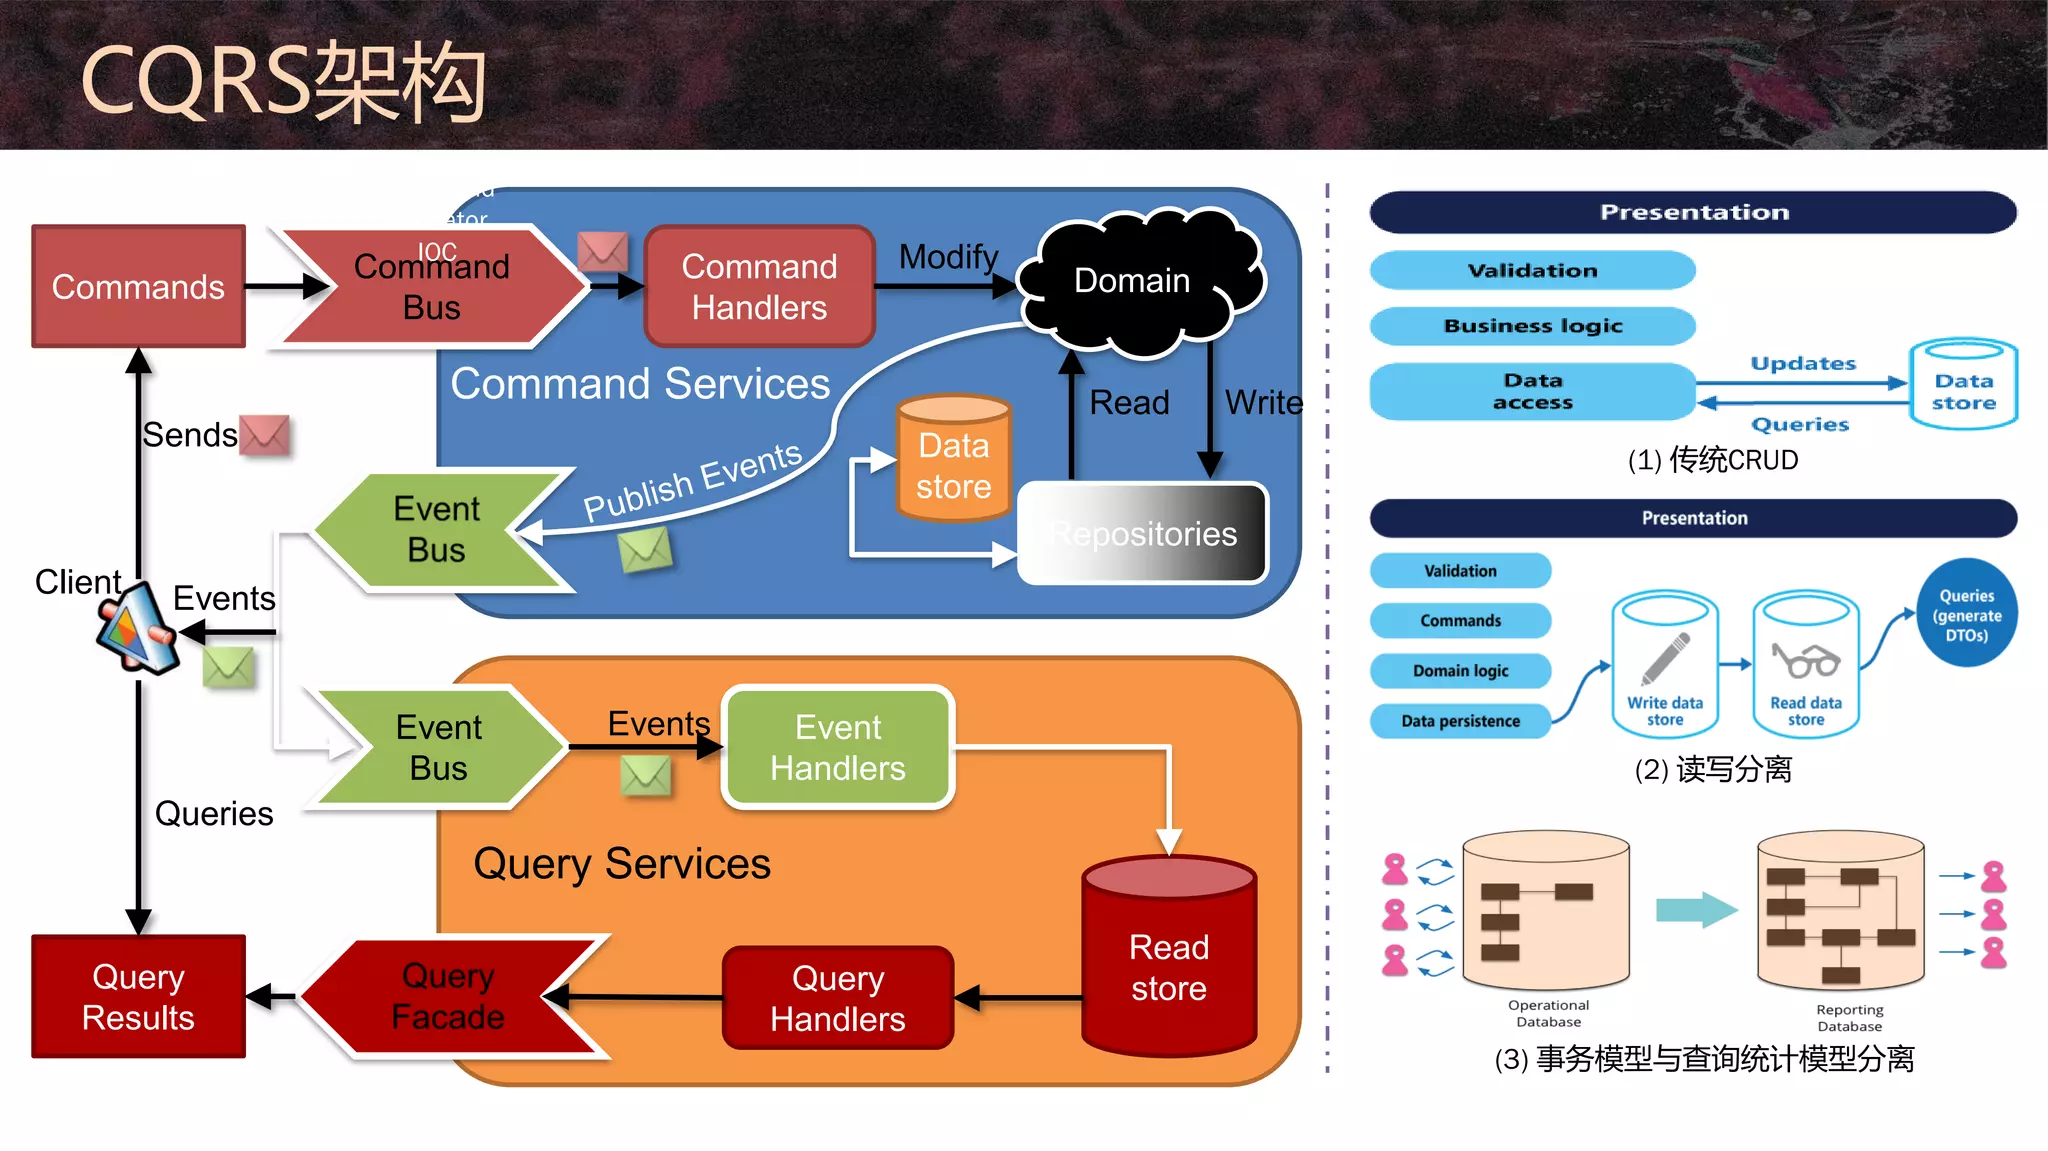 CQRS架构
IOC
Commands
Command
Bus
Command
Handlers
Modify
Domain
Command Services
Sends
Read
Write
Data
store
Publish Events
Event
Bus
Repositories
Client
Events
Event
Bus
Events
Event
Handlers
Queries
Query Services
Read
store
Query
Results
Query
Facade
Query
Handlers
Presentation
Validation
Business logic
Data
access
Updates
Queries
Data
store
(1) 传统CRUD
Presentation
Validation
Commands
Domain logic
Data persistence
Write data
store
Read data
store
Queries
(generate
DTOs)
(2) 读写分离
Operational
Database
Reporting
Database
(3) 事务模型与查询统计模型分离